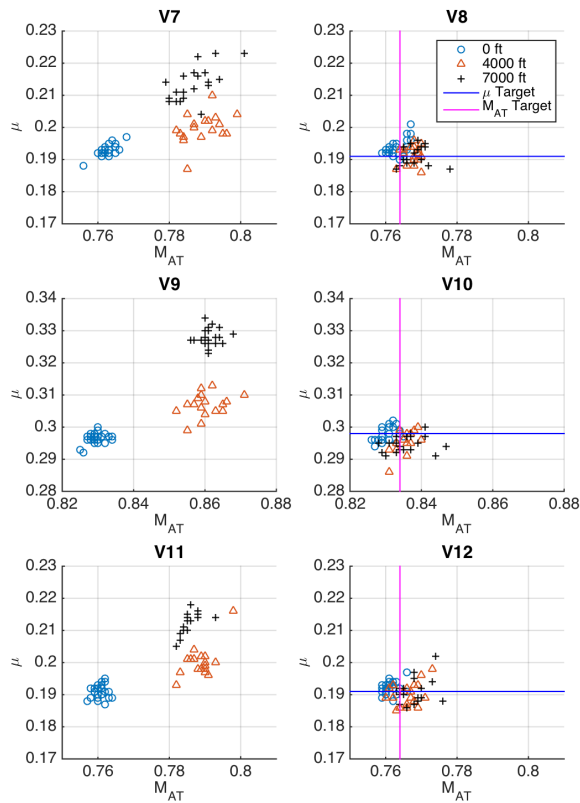 V7
0.23
0.22
0.21
0.2
0.19
0.18
0.17
μ
0.76
0.78
0.8
M_AT
V8
0.23
0.22
0.21
0.2
0.19
0.18
0.17
μ
0.76
0.78
0.8
M_AT
0 ft
4000 ft
7000 ft
μ Target
M_AT Target
V9
0.34
0.33
0.32
0.31
0.3
0.29
0.28
μ
0.82
0.84
0.86
0.88
M_AT
V10
0.34
0.33
0.32
0.31
0.3
0.29
0.28
μ
0.82
0.84
0.86
0.88
M_AT
V11
0.23
0.22
0.21
0.2
0.19
0.18
0.17
μ
0.76
0.78
0.8
M_AT
V12
0.23
0.22
0.21
0.2
0.19
0.18
0.17
μ
0.76
0.78
0.8
M_AT